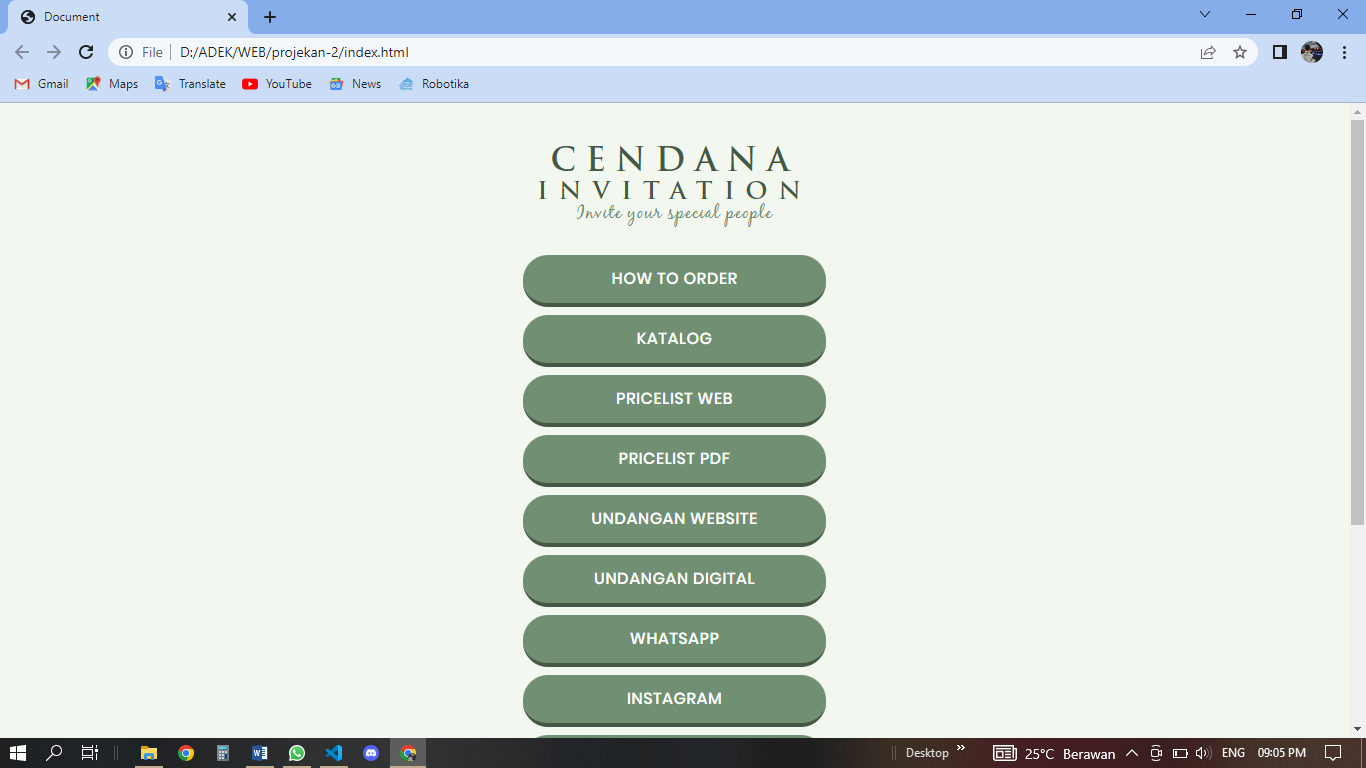 Document
File
D:/ADEK/WEB/projekan-2/index.html
Gmail
Maps
Translate
YouTube
News
Robotika
CENDANA
INVITATION
Invite your special people
HOW TO ORDER
KATALOG
PRICELIST WEB
PRICELIST PDF
UNDANGAN WEBSITE
UNDANGAN DIGITAL
WHATSAPP
INSTAGRAM
Desktop
25°C Berawan
ENG
09:05 PM